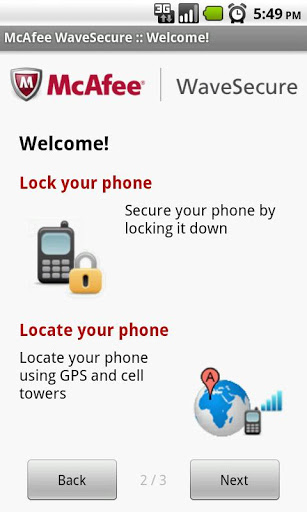 3G 5:49 PM
McAfee WaveSecure :: Welcome!
M McAfee® WaveSecure
Welcome!
Lock your phone
Secure your phone by
locking it down
Locate your phone
Locate your phone
using GPS and cell
towers
A
Back 2 / 3 Next